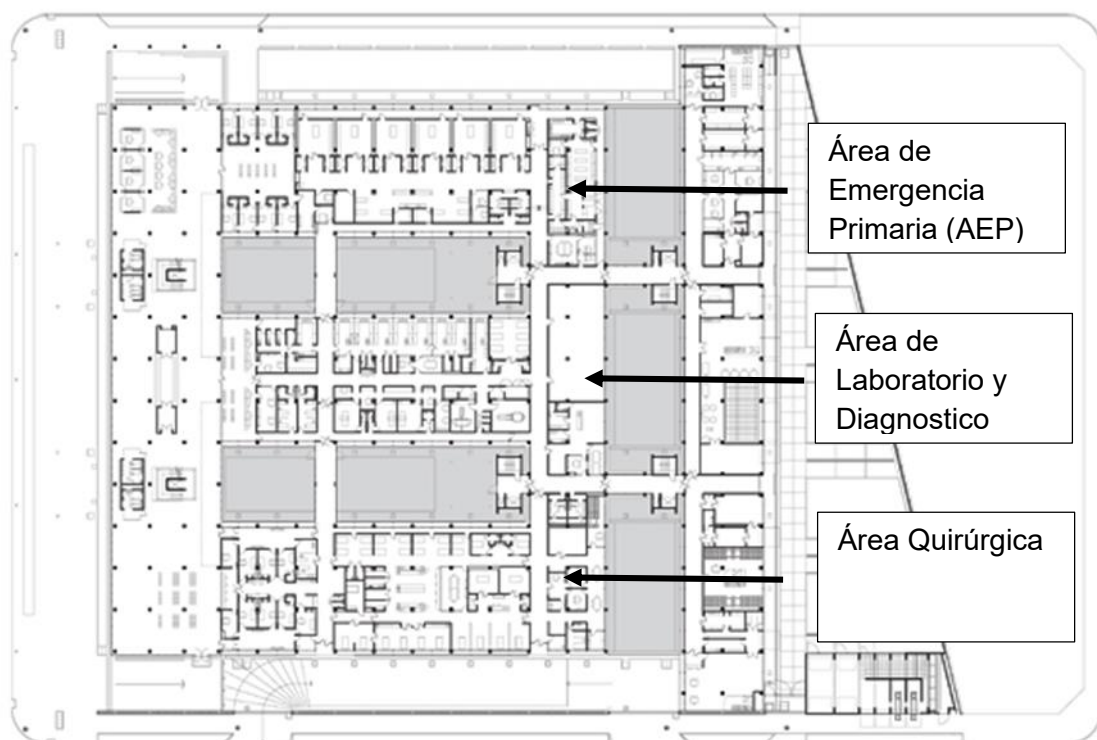 Área de
Emergencia
Primaria (AEP)
Área de
Laboratorio y
Diagnostico
Área Quirúrgica